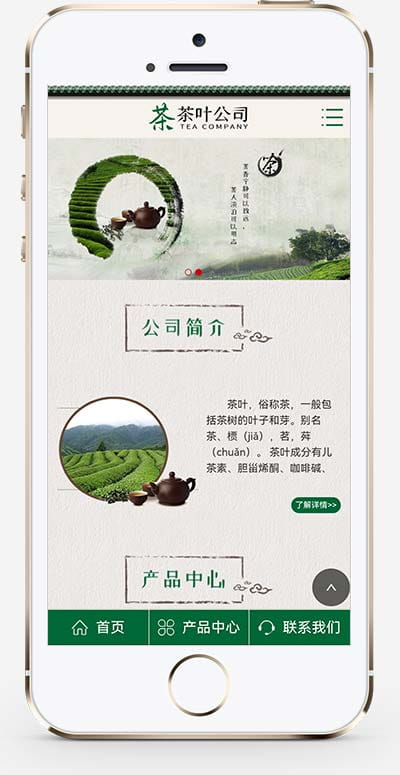 茶 茶叶公司
TEA COMPANY
茶
茶香宁静可以致远，
茶人淡泊可以明志
公司简介
茶叶，俗称茶，一般包
括茶树的叶子和芽。别名
茶、槚（jiǎ），茗，荈
（chuǎn）。茶叶成分有儿
茶素、胆甾烯酮、咖啡碱、
了解详情>>
产品中心
首页
产品中心
联系我们